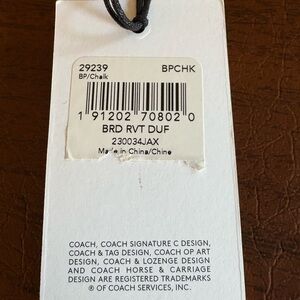 29239 BPCHK
BP/Chalk
1 91202 70802 0
BRD RVT DUF
230034JAX
Made in China/Chine
COACH, COACH SIGNATURE C DESIGN,
COACH & TAG DESIGN, COACH OP ART
DESIGN, COACH & LOZENGE DESIGN
AND COACH HORSE & CARRIAGE
DESIGN ARE REGISTERED TRADEMARKS
® OF COACH SERVICES, INC.